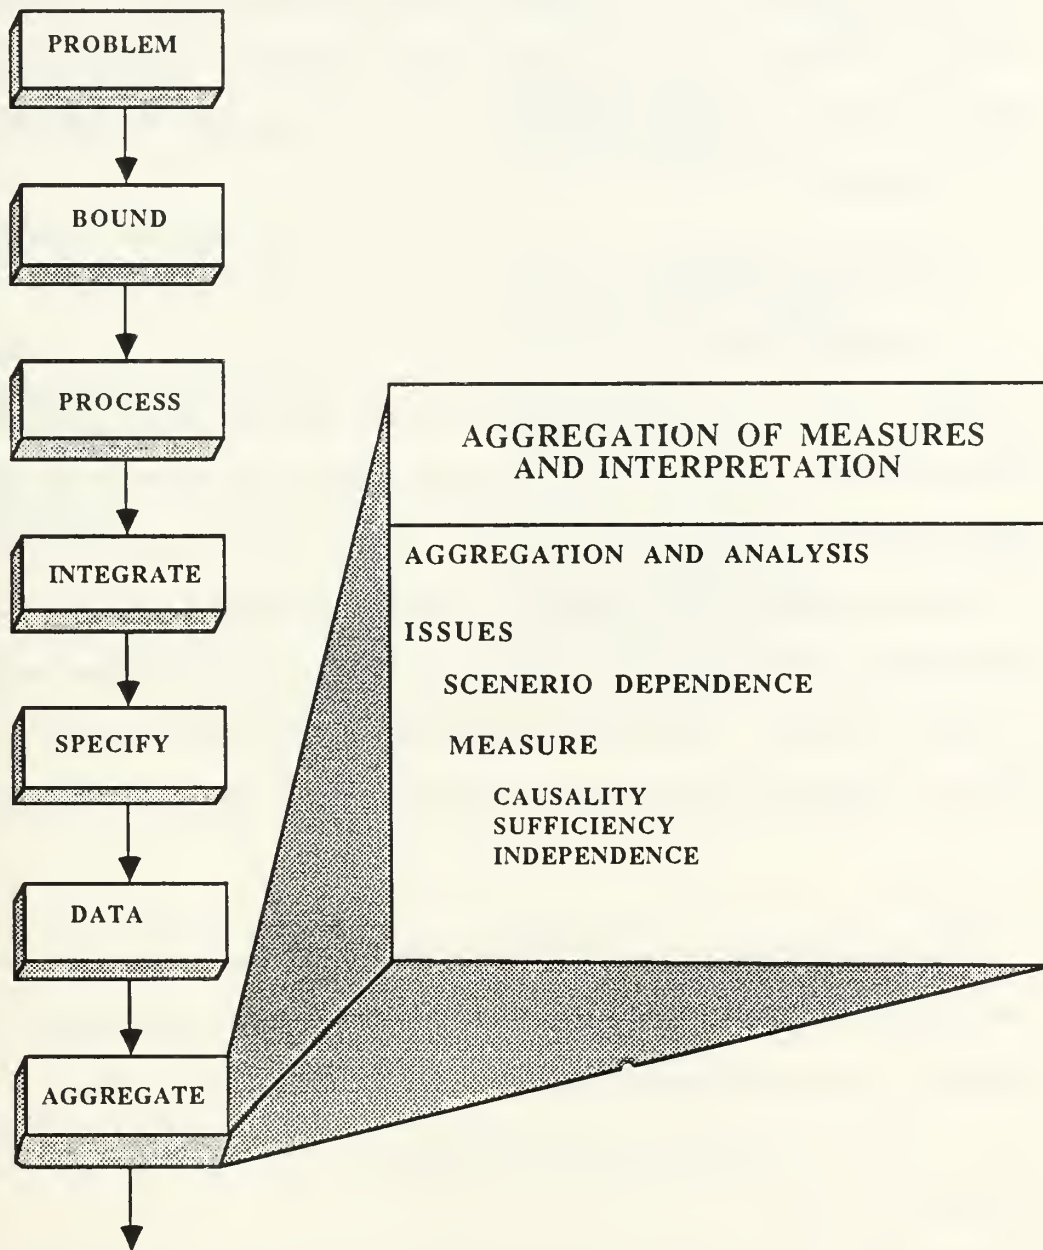 PROBLEM
BOUND
PROCESS
INTEGRATE
SPECIFY
DATA
AGGREGATE
AGGREGATION OF MEASURES
AND INTERPRETATION
AGGREGATION AND ANALYSIS
ISSUES
SCENERIO DEPENDENCE
MEASURE
CAUSALITY
SUFFICIENCY
INDEPENDENCE